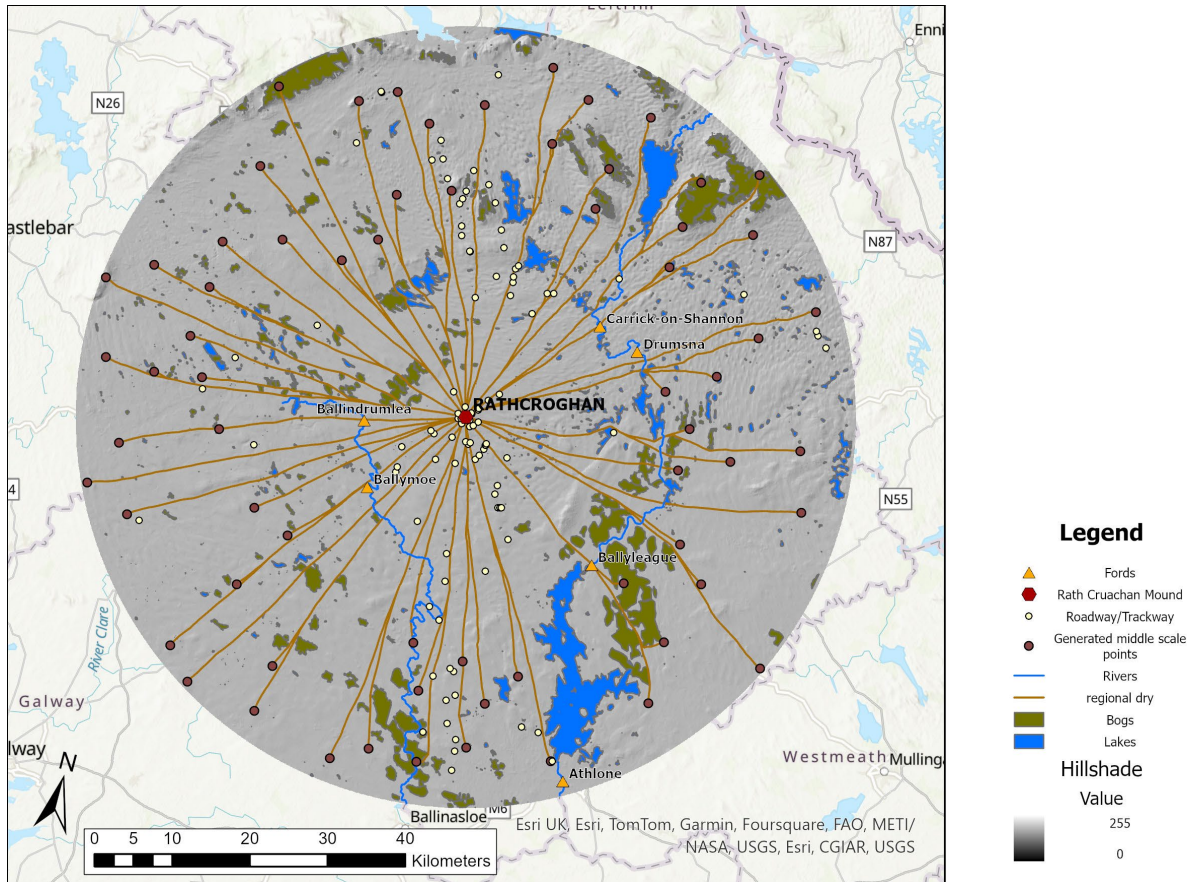 Leitrim
Enni
N26
astlebar
N87
Carrick-on-Shannon
Drumsna
RATHCROGHAN
Ballindrumlea
Ballymoe
4
N55
Ballyleague
River Clare
Galway
lway
N
Westmeath
Mulling
Athlone
M6
Ballinasloe
0 5 10 20 30 40
Kilometers
Esri UK, Esri, TomTom, Garmin, Foursquare, FAO, METI/
NASA, USGS, Esri, CGIAR, USGS
Legend
Fords
Rath Cruachan Mound
Roadway/Trackway
Generated middle scale
points
Rivers
regional dry
Bogs
Lakes
Hillshade
Value
255
0